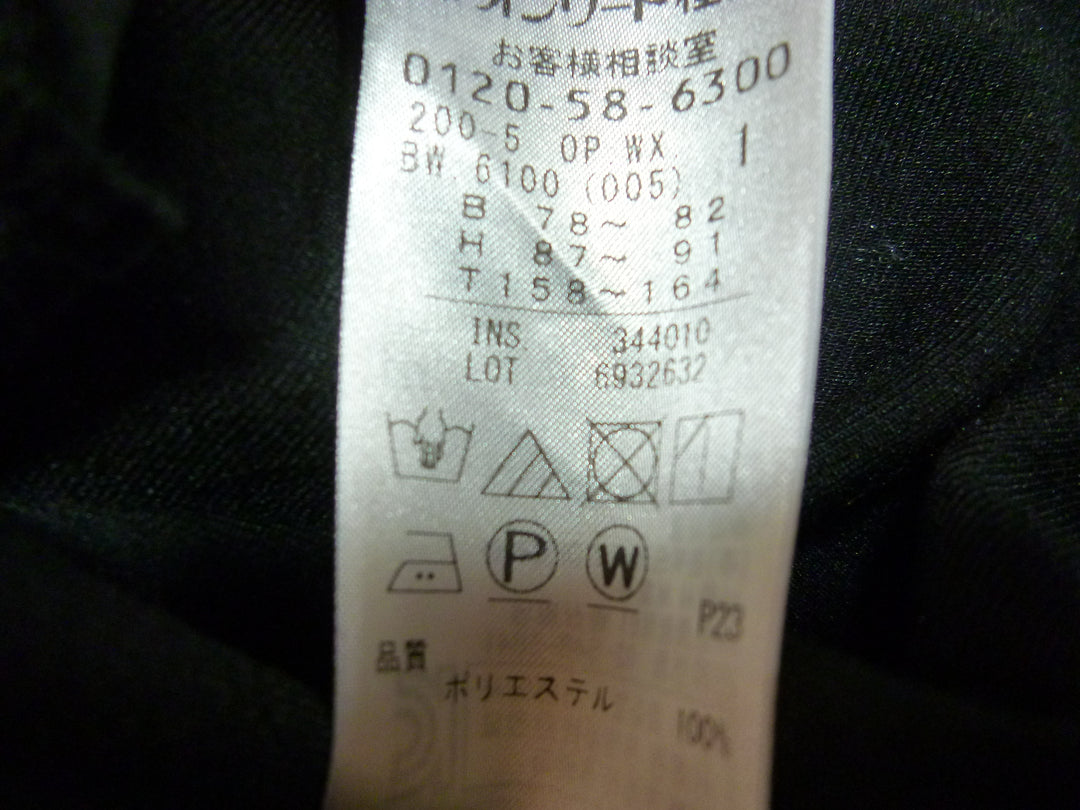 お客様相談室
0120-58-6300
200-5 OP.WX. 1
BW.6100 (005)
B 78～ 82
H 87～ 91
T158～164
INS. 344010
LOT 6932632
P W
P23
品質
ポリエステル 100%